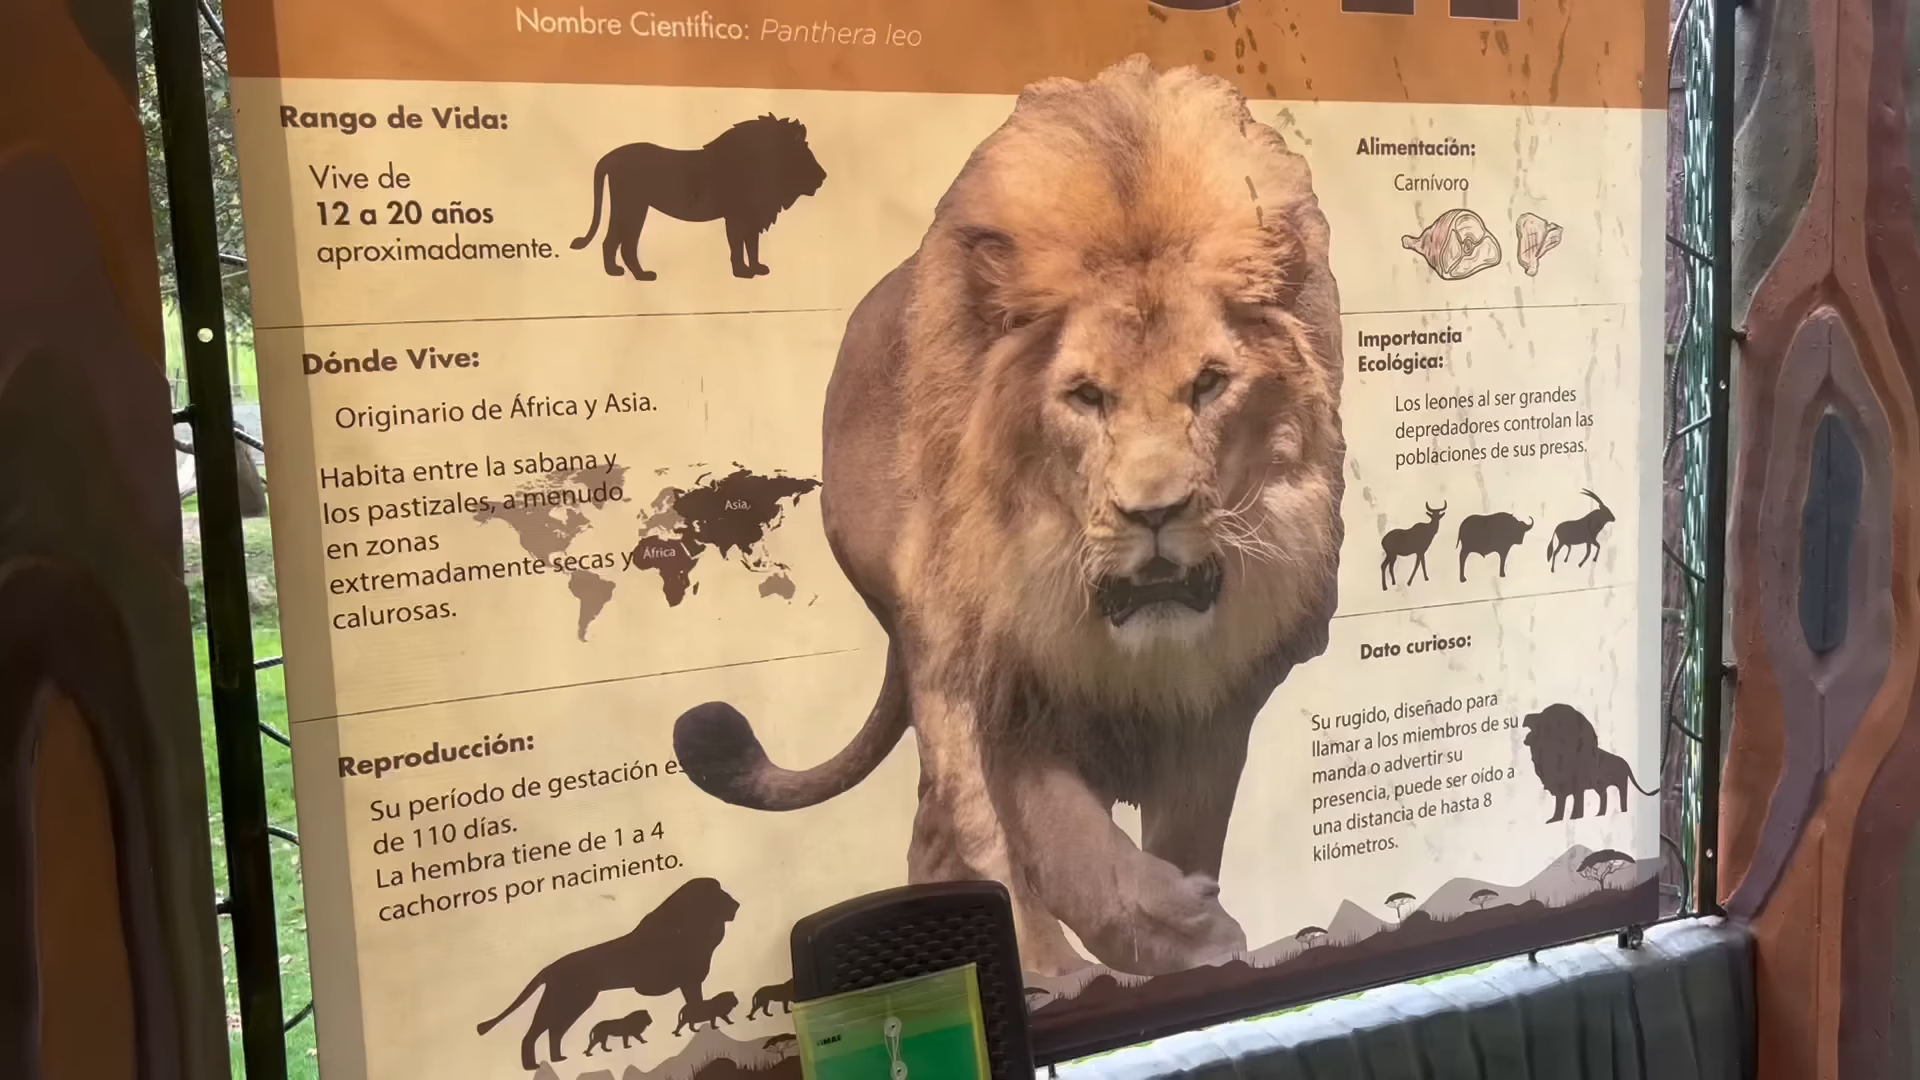 Nombre Científico: Panthera leo
Rango de Vida:
Vive de
12 a 20 años
aproximadamente.
Dónde Vive:
Originario de África y Asia.
Habita entre la sabana y
los pastizales, a menudo
en zonas
extremadamente secas y
calurosas.
Asia
África
Reproducción:
Su período de gestación es
de 110 días.
La hembra tiene de 1 a 4
cachorros por nacimiento.
Alimentación:
Carnívoro
Importancia
Ecológica:
Los leones al ser grandes
depredadores controlan las
poblaciones de sus presas.
Dato curioso:
Su rugido, diseñado para
llamar a los miembros de su
manda o advertir su
presencia, puede ser oído a
una distancia de hasta 8
kilómetros.